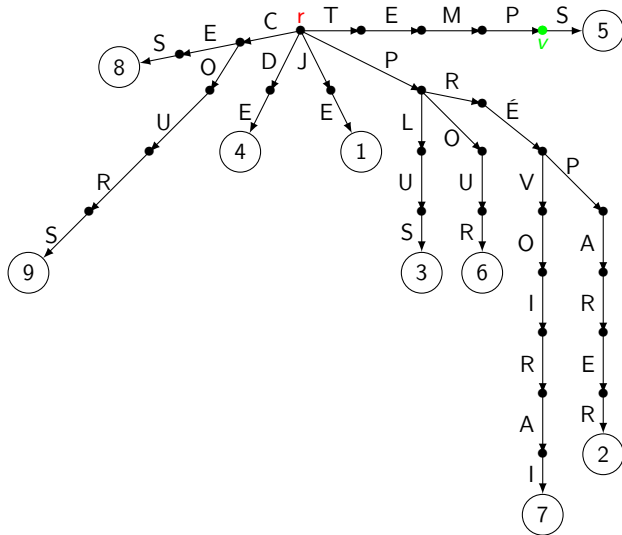 r
C T E M P S
S E D J P v 5
8 O R
E E L O É
U 4 1 P
U U V
R S R O A
S 3 6
9 I R
R E
A R
I 2
7